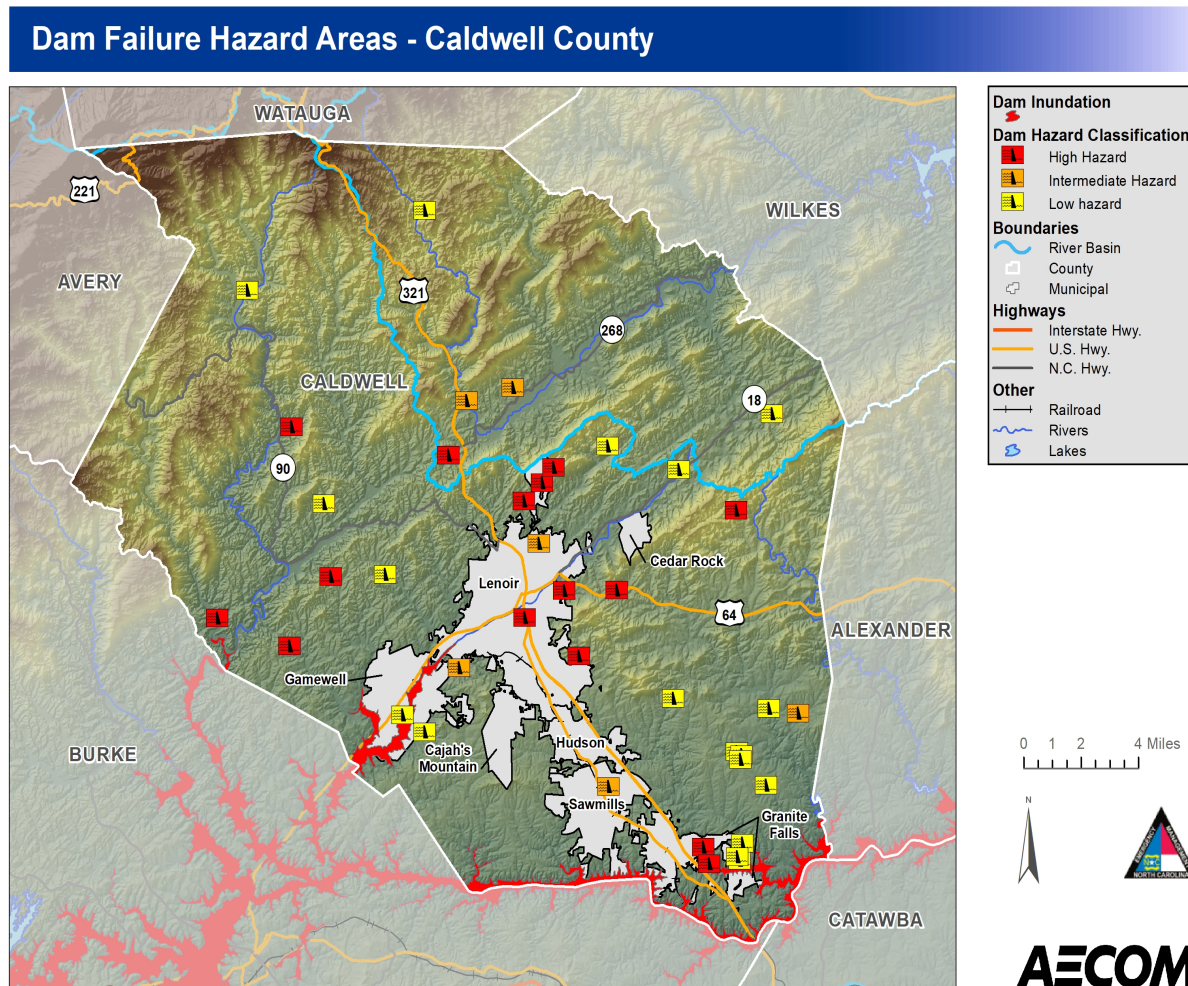 Dam Failure Hazard Areas - Caldwell County
WATAUGA
221
WILKES
AVERY
321
268
CALDWELL
18
90
Cedar Rock
Lenoir
64
ALEXANDER
Gamewell
BURKE
Hudson
Cajah's
Mountain
Sawmills
Granite
Falls
CATAWBA
Dam Inundation
Dam Hazard Classification
High Hazard
Intermediate Hazard
Low hazard
Boundaries
River Basin
County
Municipal
Highways
Interstate Hwy.
U.S. Hwy.
N.C. Hwy.
Other
Railroad
Rivers
Lakes
0 1 2 4 Miles
N
EMERGENCY
NORTH CAROLINA
AECOM